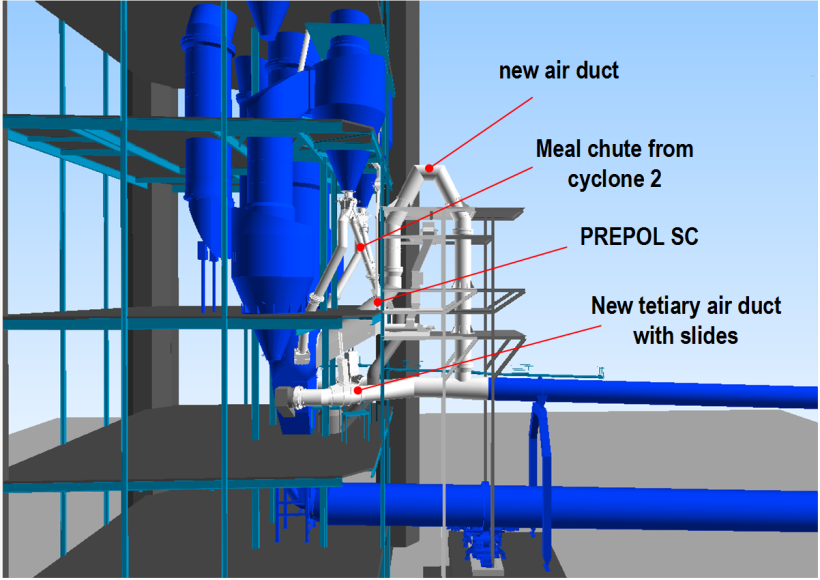 new air duct
Meal chute from
cyclone 2
PREPOL SC
New tetiary air duct
with slides